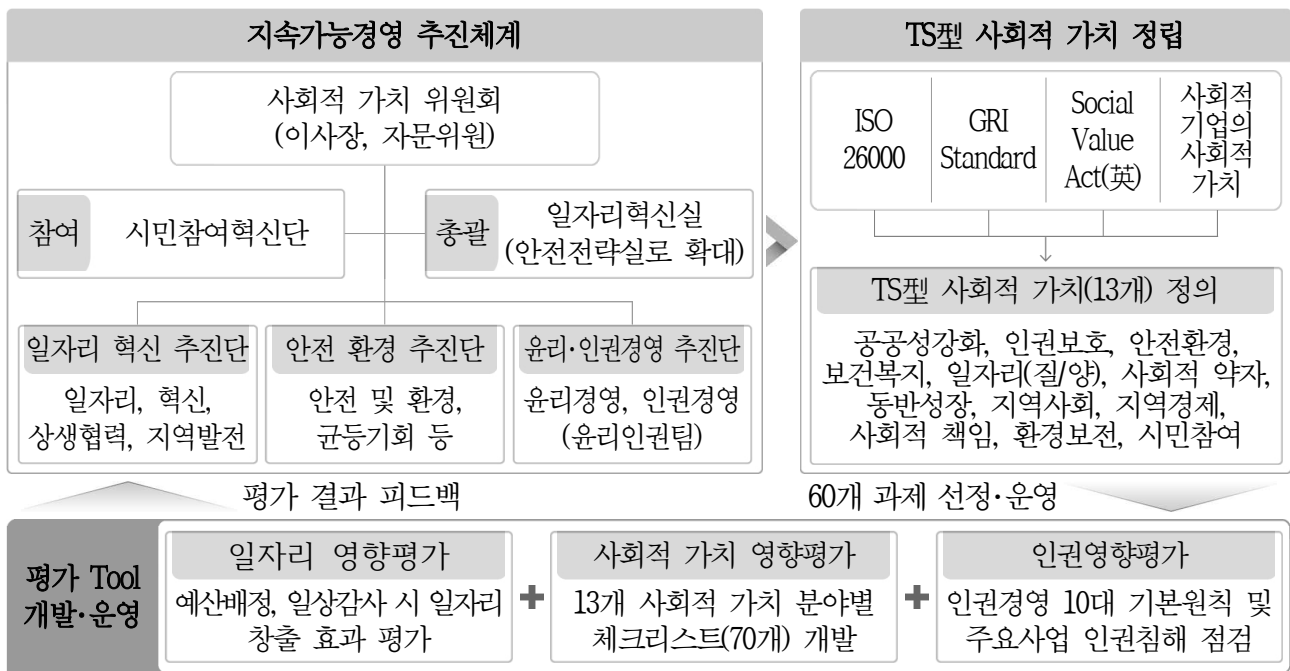 지속가능경영 추진체계
사회적 가치 위원회
(이사장, 자문위원)
참여
시민참여혁신단
총괄
일자리혁신실
(안전전략실로 확대)
일자리 혁신 추진단
일자리, 혁신,
상생협력, 지역발전
안전 환경 추진단
안전 및 환경,
균등기회 등
윤리·인권경영 추진단
윤리경영, 인권경영
(윤리인권팀)
TS型 사회적 가치 정립
ISO
26000
GRI
Standard
Social
Value
Act(英)
사회적
기업의
사회적
가치
TS型 사회적 가치(13개) 정의
공공성강화, 인권보호, 안전환경,
보건복지, 일자리(질/양), 사회적 약자,
동반성장, 지역사회, 지역경제,
사회적 책임, 환경보전, 시민참여
평가 결과 피드백
60개 과제 선정·운영
평가 Tool
개발·운영
일자리 영향평가
예산배정, 일상감사 시 일자리
창출 효과 평가
+
사회적 가치 영향평가
13개 사회적 가치 분야별
체크리스트(70개) 개발
+
인권영향평가
인권경영 10대 기본원칙 및
주요사업 인권침해 점검